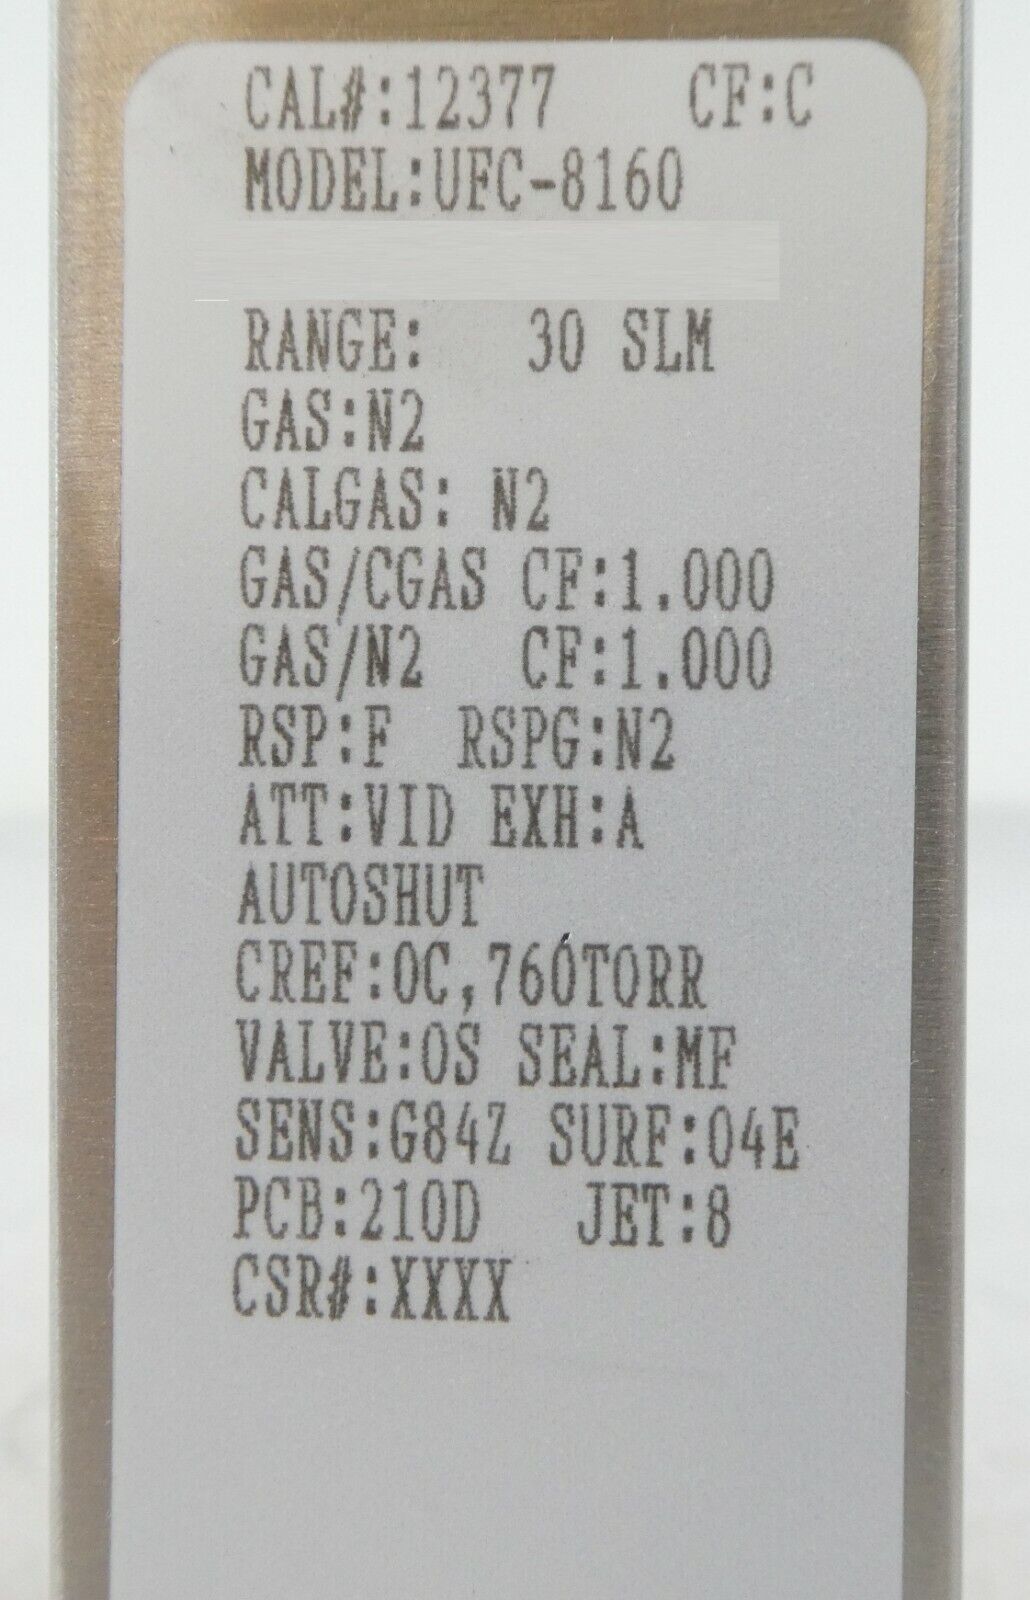 CAL#:12377 CF:C
MODEL:UFC-8160
RANGE: 30 SLM
GAS:N2
CALGAS: N2
GAS/CGAS CF:1.000
GAS/N2 CF:1.000
RSP:F RSPG:N2
ATT:VID EXH:A
AUTOSHUT
CREF:0C,760TORR
VALVE:OS SEAL:MF
SENS:G84Z SURF:04E
PCB:210D JET:8
CSR#:XXXX